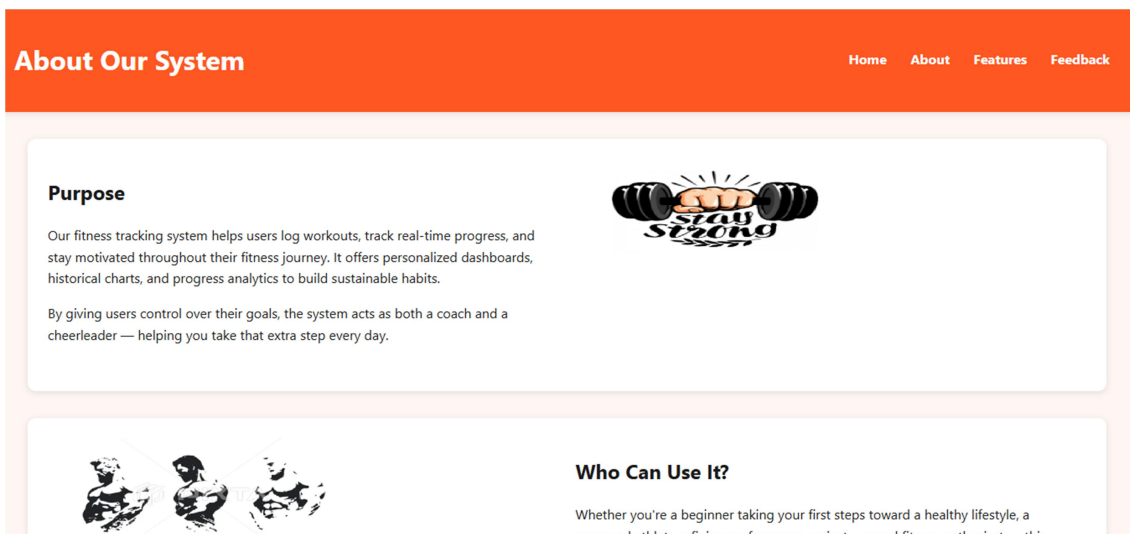 About Our System
Home About Features Feedback
Purpose
Our fitness tracking system helps users log workouts, track real-time progress, and
stay motivated throughout their fitness journey. It offers personalized dashboards,
historical charts, and progress analytics to build sustainable habits.
By giving users control over their goals, the system acts as both a coach and a
cheerleader — helping you take that extra step every day.
stay
strong
Who Can Use It?
Whether you're a beginner taking your first steps toward a healthy lifestyle, a